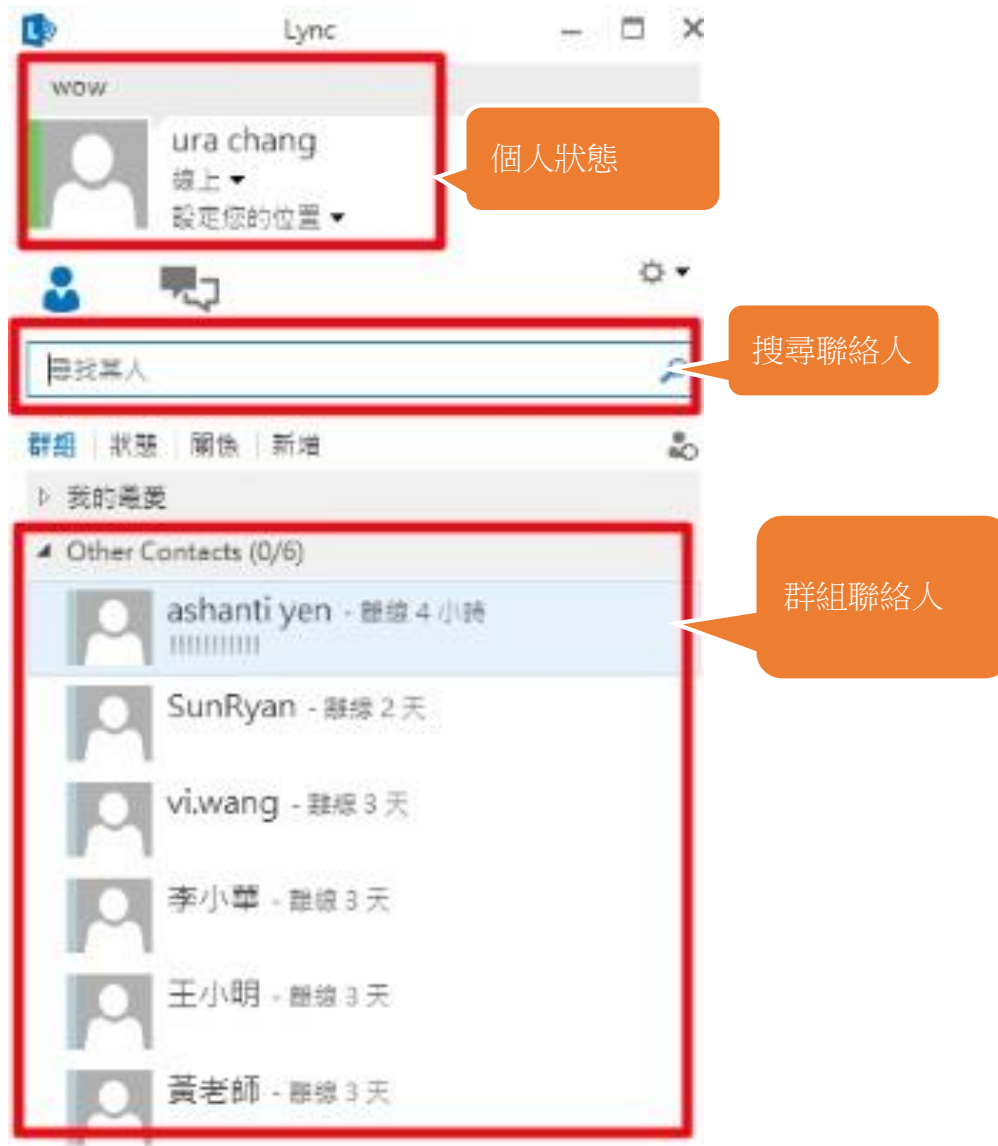 Lync
wow
ura chang
線上
設定您的位置
個人狀態
尋找某人
搜尋聯絡人
群組 狀態 關係 新增
我的最愛
Other Contacts (0/6)
ashanti yen - 離線 4 小時
!!!!!!!!!!!
群組聯絡人
SunRyan - 離線 2 天
vi.wang - 離線 3 天
李小華 - 離線 3 天
王小明 - 離線 3 天
黃老師 - 離線 3 天